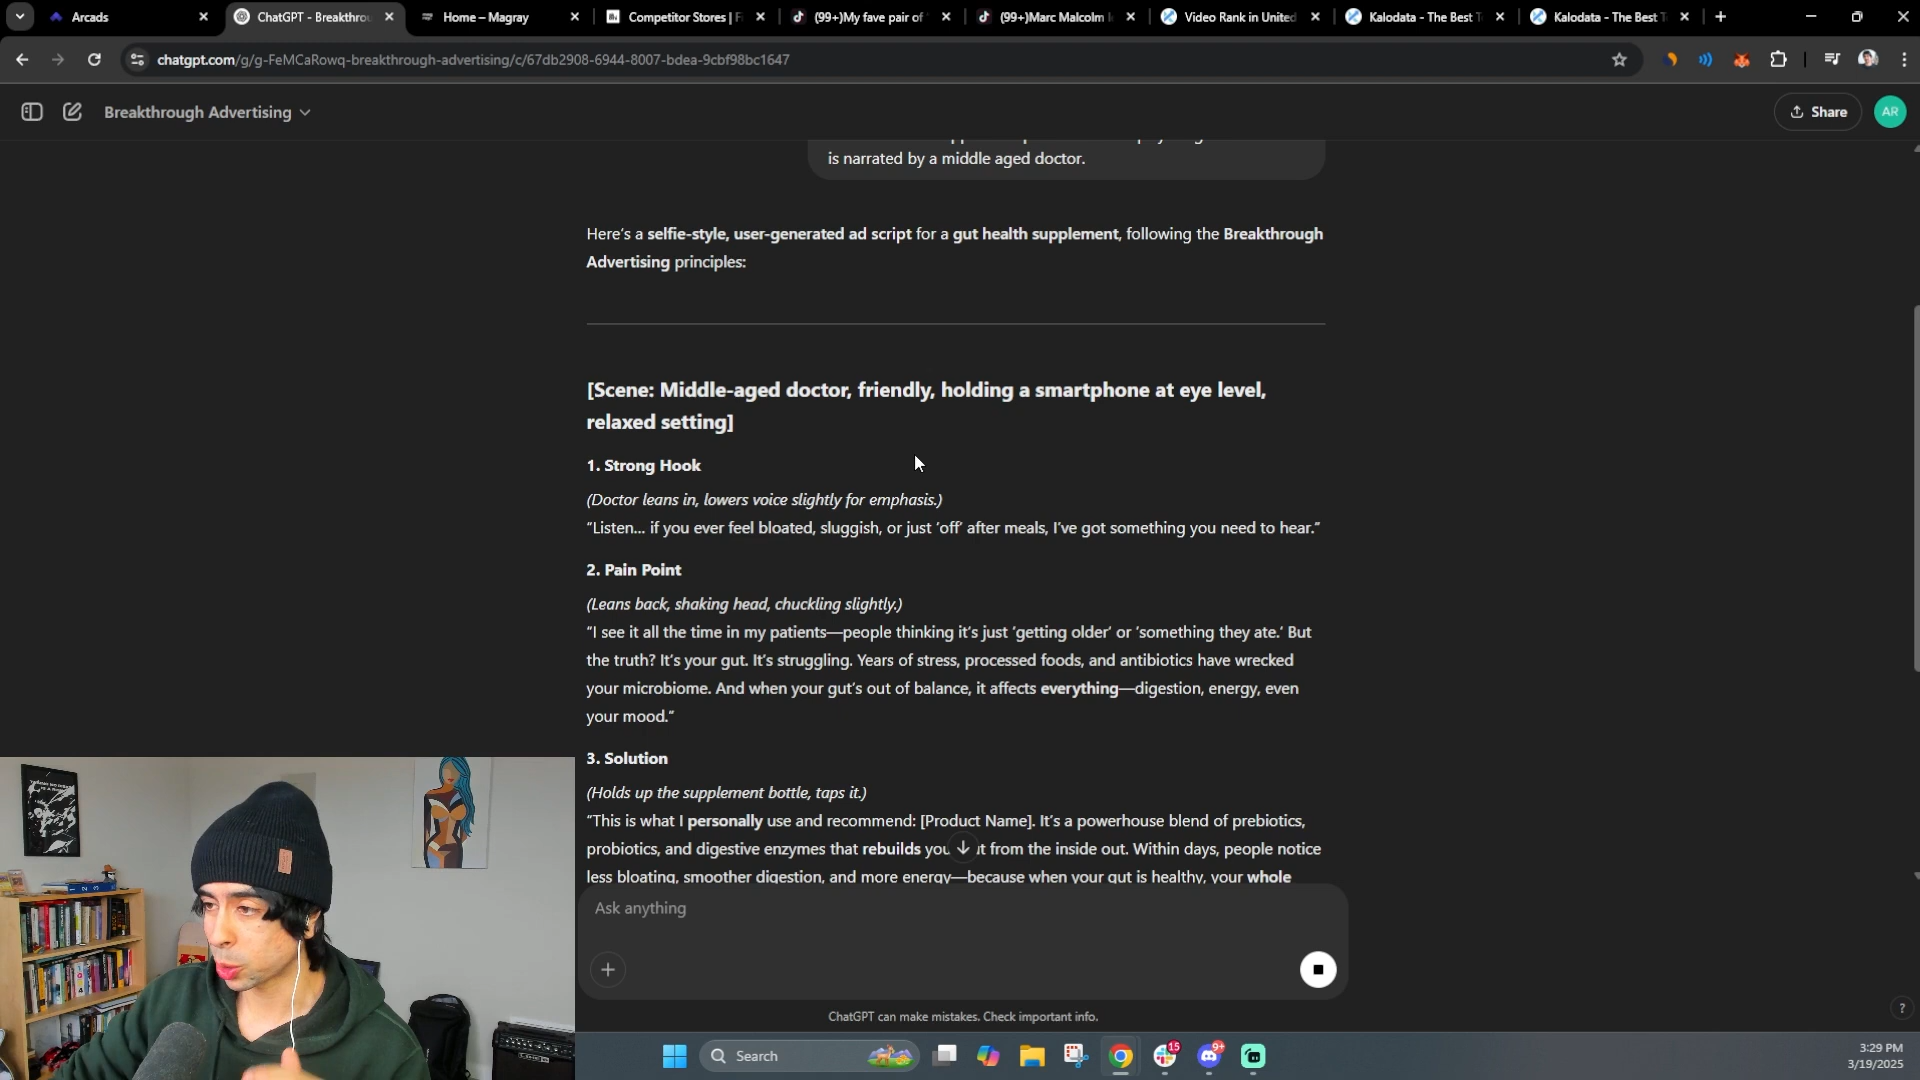 Arcads
ChatGPT - Breakthrou
Home – Magray
Competitor Stores | F
(99+)My fave pair of
(99+)Marc Malcolm
Video Rank in United
Kalodata - The Best T
Kalodata - The Best T
chatgpt.com/g/g-FeMCaRowq-breakthrough-advertising/c/67db2908-6944-8007-bdea-9cbf98bc1647
Breakthrough Advertising
Share
AR
is narrated by a middle aged doctor.
Here's a selfie-style, user-generated ad script for a gut health supplement, following the Breakthrough
Advertising principles:
[Scene: Middle-aged doctor, friendly, holding a smartphone at eye level,
relaxed setting]
1. Strong Hook
(Doctor leans in, lowers voice slightly for emphasis.)
"Listen... if you ever feel bloated, sluggish, or just 'off' after meals, I've got something you need to hear."
2. Pain Point
(Leans back, shaking head, chuckling slightly.)
"I see it all the time in my patients—people thinking it's just 'getting older' or 'something they ate.' But
the truth? It's your gut. It's struggling. Years of stress, processed foods, and antibiotics have wrecked
your microbiome. And when your gut's out of balance, it affects everything—digestion, energy, even
your mood."
3. Solution
(Holds up the supplement bottle, taps it.)
"This is what I personally use and recommend: [Product Name]. It's a powerhouse blend of prebiotics,
probiotics, and digestive enzymes that rebuilds from the inside out. Within days, people notice
less bloating, smoother digestion, and more energy—because when your gut is healthy, your whole
Ask anything
ChatGPT can make mistakes. Check important info.
?
Search
15
9+
3:29 PM
3/19/2025